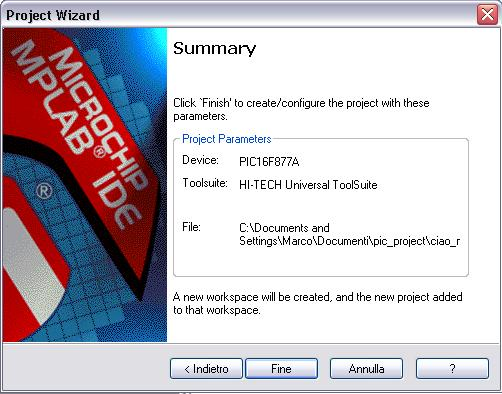 Project Wizard
MICROCHIP
MPLAB® IDE
®
Summary
Click `Finish' to create/configure the project with these
parameters.
Project Parameters
Device: PIC16F877A
Toolsuite: HI-TECH Universal ToolSuite
File: C:\Documents and
Settings\Marco\Documenti\pic_project\ciao_r
A new workspace will be created, and the new project added
to that workspace.
< Indietro Fine Annulla ?